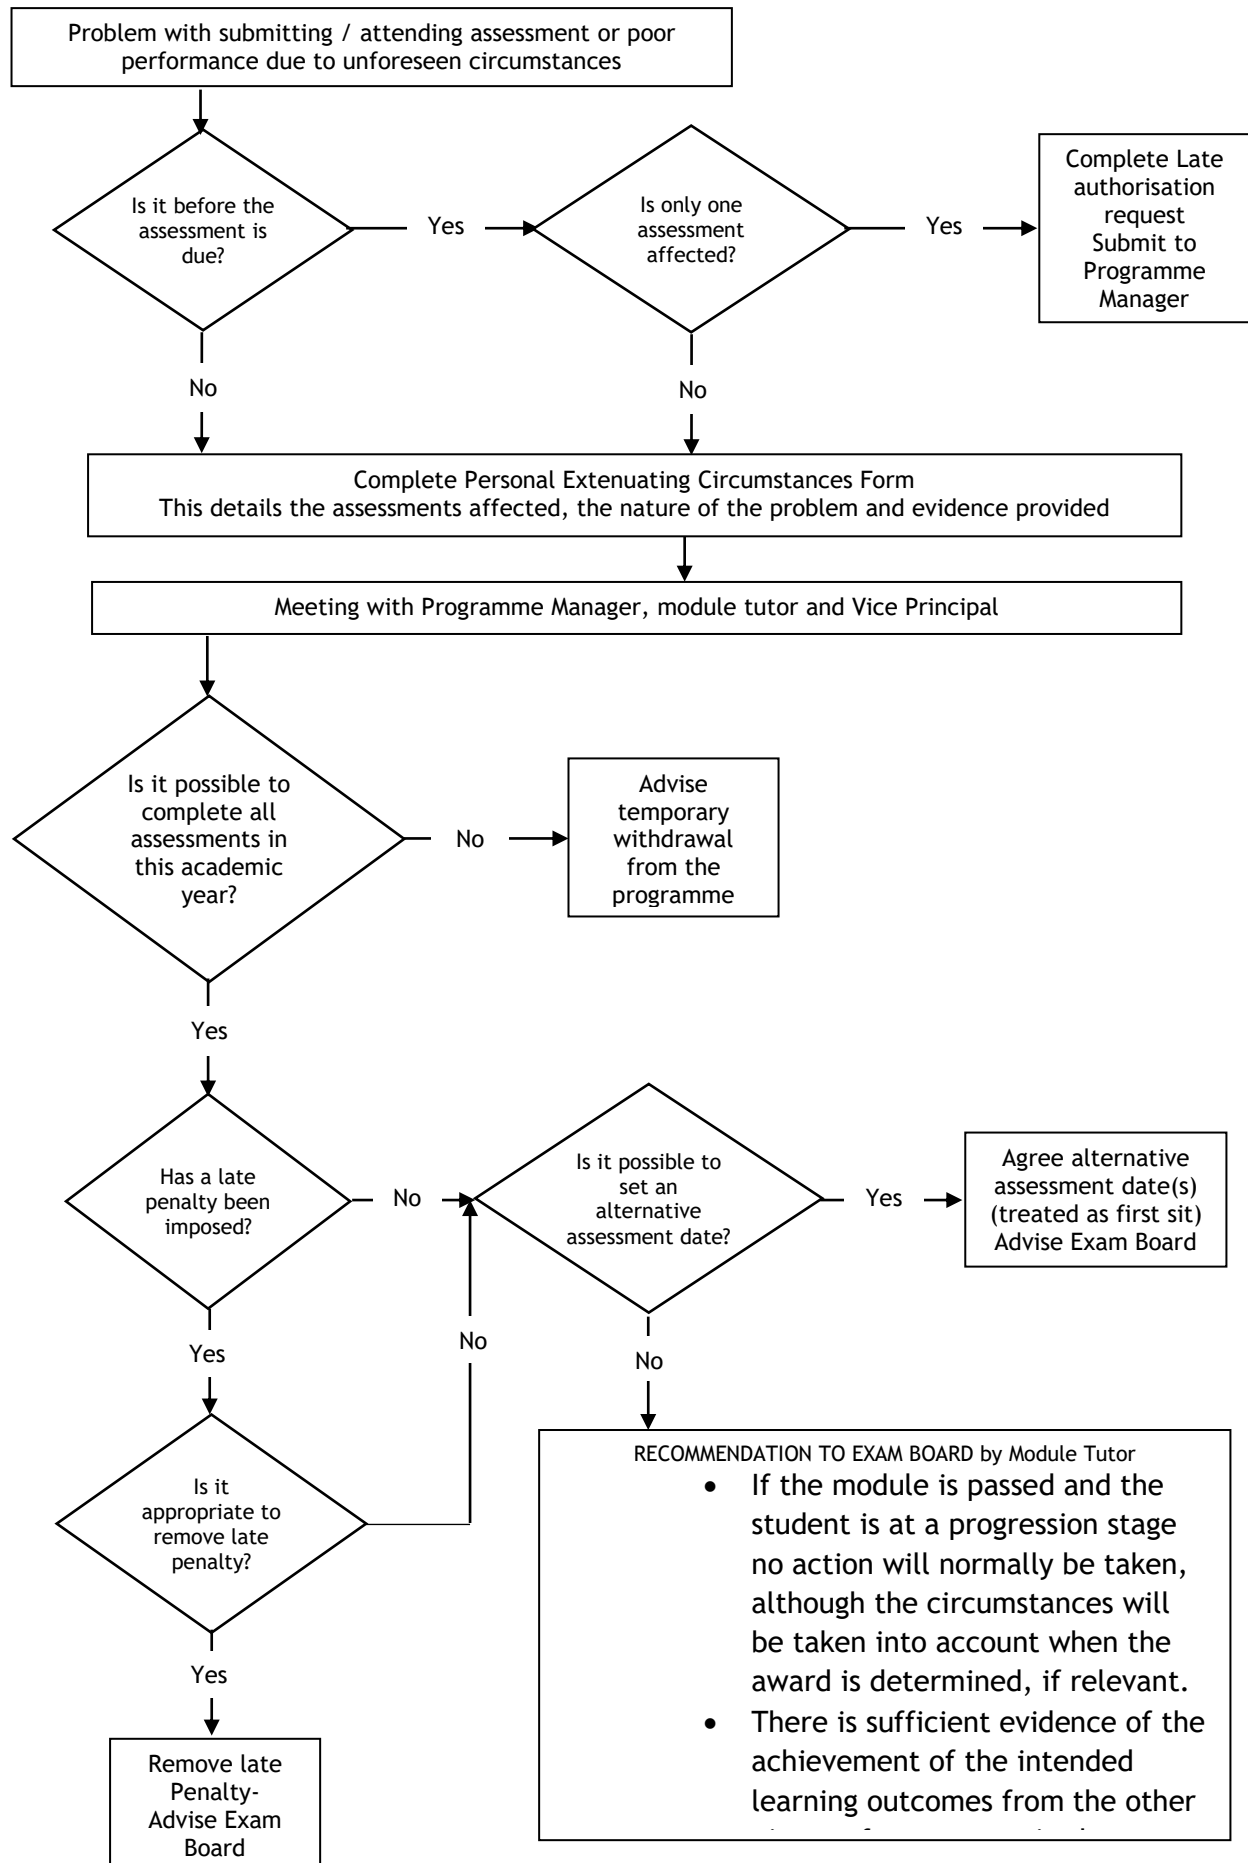 Problem with submitting / attending assessment or poor
performance due to unforeseen circumstances
Is it before the
assessment is
due?
Yes
Is only one
assessment
affected?
Yes
Complete Late
authorisation
request
Submit to
Programme
Manager
No
No
Complete Personal Extenuating Circumstances Form
This details the assessments affected, the nature of the problem and evidence provided
Meeting with Programme Manager, module tutor and Vice Principal
Is it possible to
complete all
assessments in
this academic
year?
No
Advise
temporary
withdrawal
from the
programme
Yes
Has a late
penalty been
imposed?
No
Is it possible to
set an
alternative
assessment date?
Yes
Agree alternative
assessment date(s)
(treated as first sit)
Advise Exam Board
Yes
No
No
Is it
appropriate to
remove late
penalty?
Yes
Remove late
Penalty-
Advise Exam
Board
RECOMMENDATION TO EXAM BOARD by Module Tutor
• If the module is passed and the
student is at a progression stage
no action will normally be taken,
although the circumstances will
be taken into account when the
award is determined, if relevant.
• There is sufficient evidence of the
achievement of the intended
learning outcomes from the other